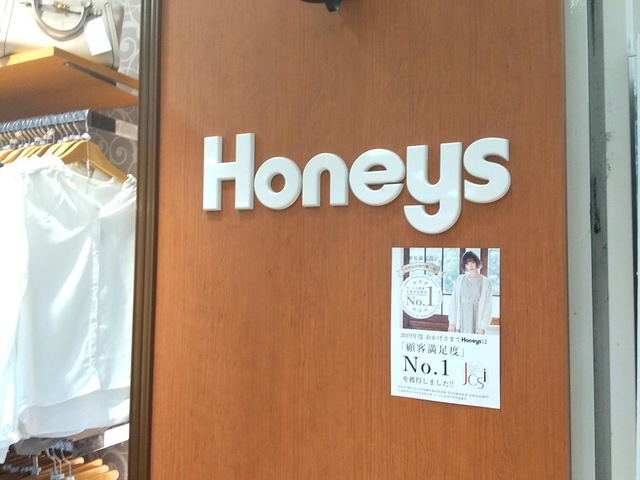 Honeys
No.1
2019年度 おかげさまでHoneysは
「顧客満足度」
No.1
を獲得しました!!
JCSI